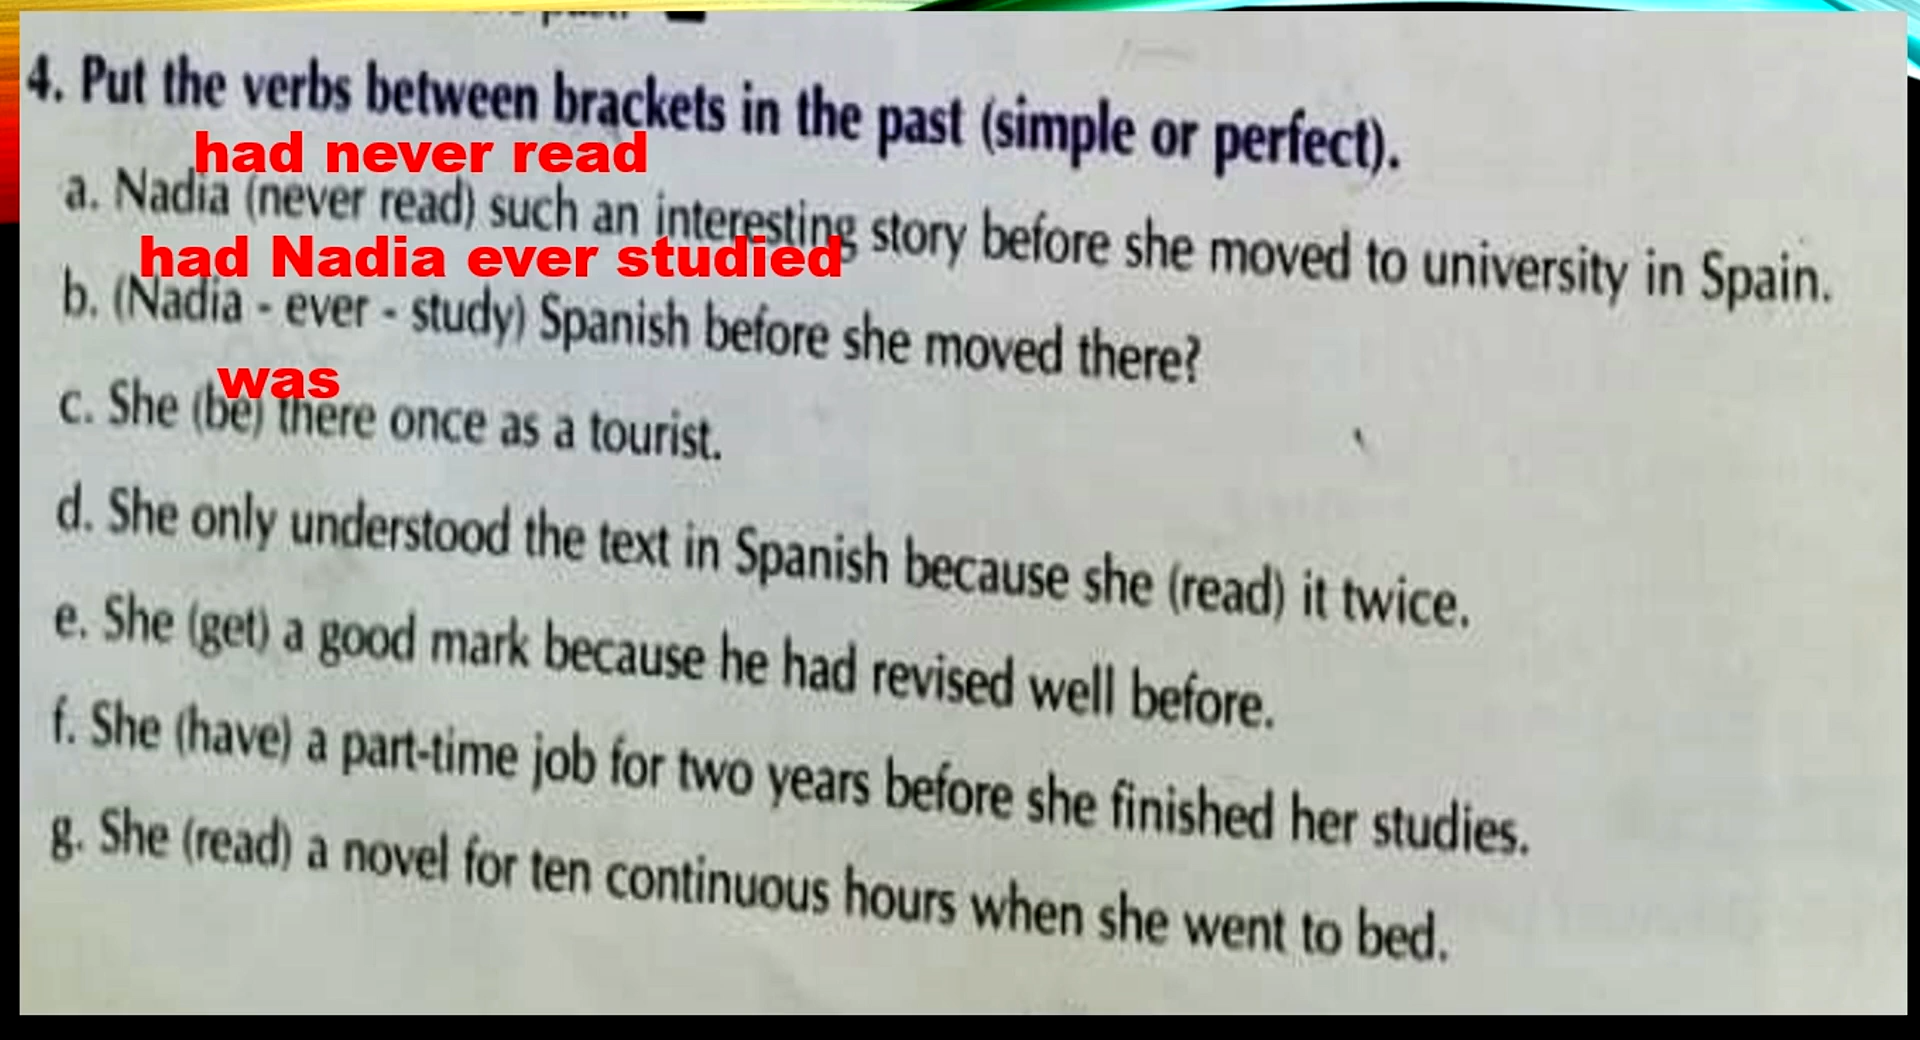 4. Put the verbs between brackets in the past (simple or perfect).
had never read
a. Nadia (never read) such an interesting story before she moved to university in Spain.
had Nadia ever studied
b. (Nadia - ever - study) Spanish before she moved there?
was
c. She (be) there once as a tourist.
d. She only understood the text in Spanish because she (read) it twice.
e. She (get) a good mark because he had revised well before.
f. She (have) a part-time job for two years before she finished her studies.
g. She (read) a novel for ten continuous hours when she went to bed.